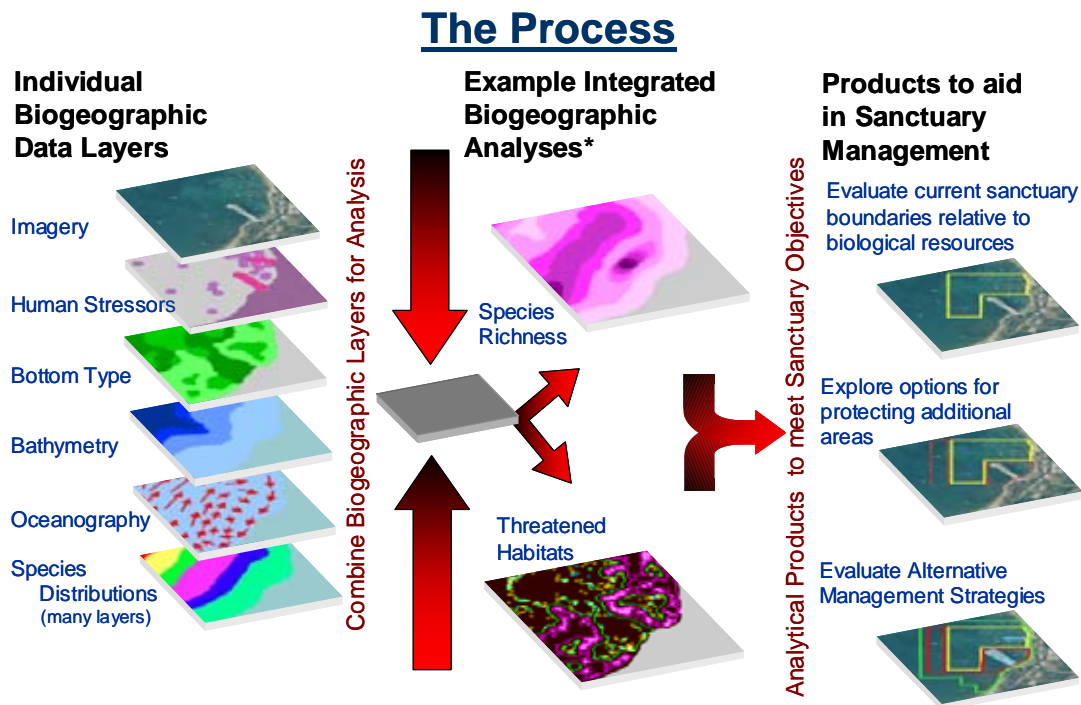 The Process
Individual
Biogeographic
Data Layers
Imagery
Human Stressors
Bottom Type
Bathymetry
Oceanography
Species
Distributions
(many layers)
Combine Biogeographic Layers for Analysis
Example Integrated
Biogeographic
Analyses*
Species
Richness
Threatened
Habitats
Analytical Products to meet Sanctuary Objectives
Products to aid
in Sanctuary
Management
Evaluate current sanctuary
boundaries relative to
biological resources
Explore options for
protecting additional
areas
Evaluate Alternative
Management Strategies